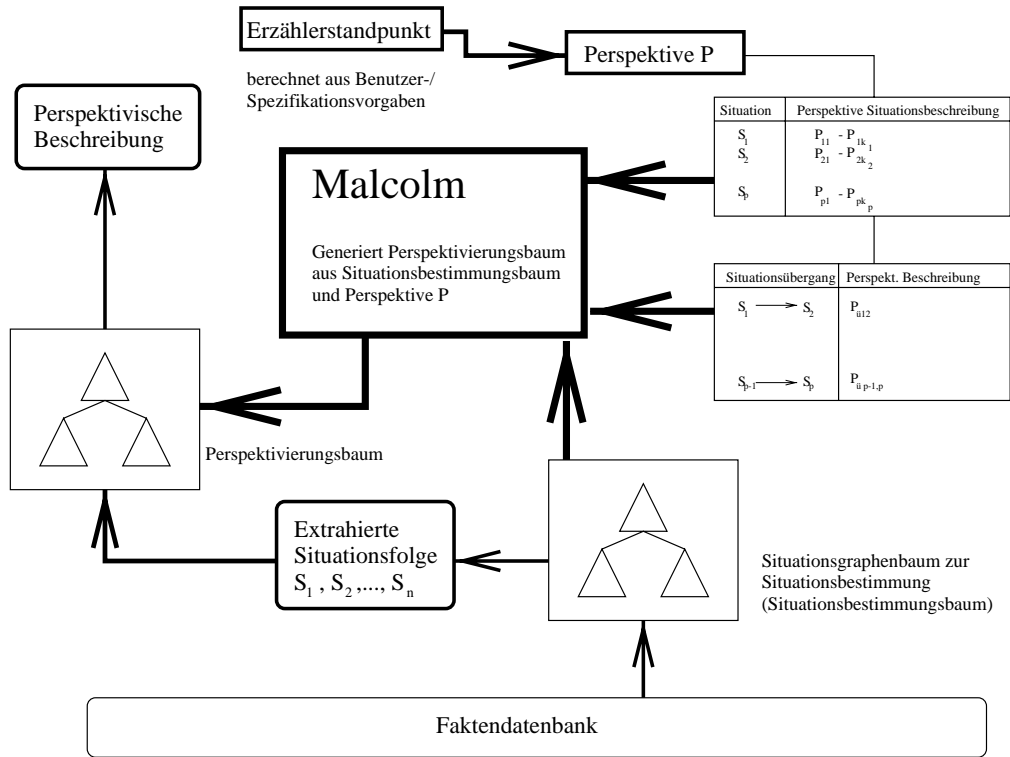 Erzählerstandpunkt
Perspektive P
berechnet aus Benutzer-/
Spezifikationsvorgaben
Perspektivische
Beschreibung
Situation Perspektive Situationsbeschreibung
S1 P11 - P1k1
S2 P21 - P2k2
Sp Pp1 - Ppkp
Malcolm
Generiert Perspektivierungsbaum
aus Situationsbestimmungsbaum
und Perspektive P
Situationsübergang Perspekt. Beschreibung
S1 → S2 Pü12
Sp-1 → Sp Pü p-1,p
Perspektivierungsbaum
Extrahierte
Situationsfolge
S1 , S2 ,..., Sn
Situationsgraphenbaum zur
Situationsbestimmung
(Situationsbestimmungsbaum)
Faktendatenbank